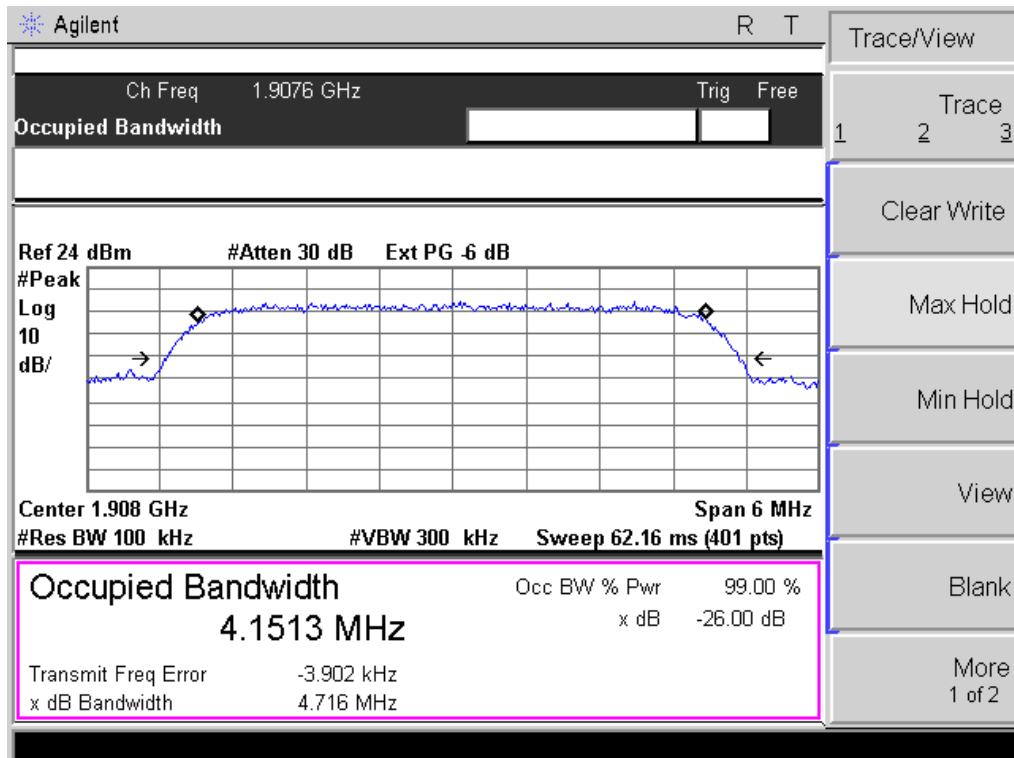 Agilent R T
Trace/View
Ch Freq 1.9076 GHz Trig Free
Occupied Bandwidth
Trace
1 2 3
Clear Write
Ref 24 dBm #Atten 30 dB Ext PG -6 dB
#Peak
Log
10
dB/
Max Hold
Min Hold
View
Center 1.908 GHz Span 6 MHz
#Res BW 100 kHz #VBW 300 kHz Sweep 62.16 ms (401 pts)
Occupied Bandwidth
4.1513 MHz
Occ BW % Pwr 99.00 %
x dB -26.00 dB
Transmit Freq Error -3.902 kHz
x dB Bandwidth 4.716 MHz
Blank
More
1 of 2